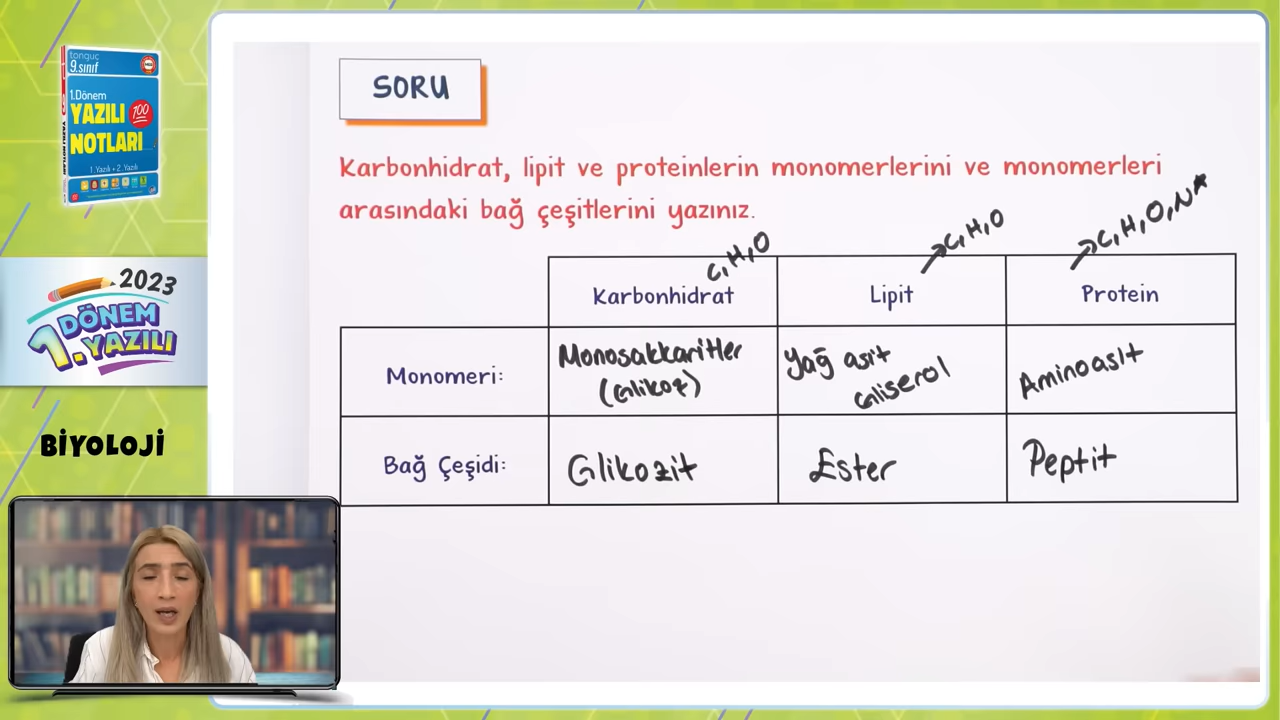 tonguç
9.sınıf
1.Dönem
YAZILI
100
NOTLARI
1.Yazılı + 2.Yazılı
YAZILI NOTLARI
2023
1. DÖNEM
YAZILI
BİYOLOJİ
SORU
Karbonhidrat, lipit ve proteinlerin monomerlerini ve monomerleri
arasındaki bağ çeşitlerini yazınız.
C,H,O
C,H,O
C,H,O,N*
Karbonhidrat Lipit Protein
Monomeri: Monosakkaritler Yağ asit Aminoasit
(Glikoz) Gliserol
Bağ Çeşidi: Glikozit Ester Peptit